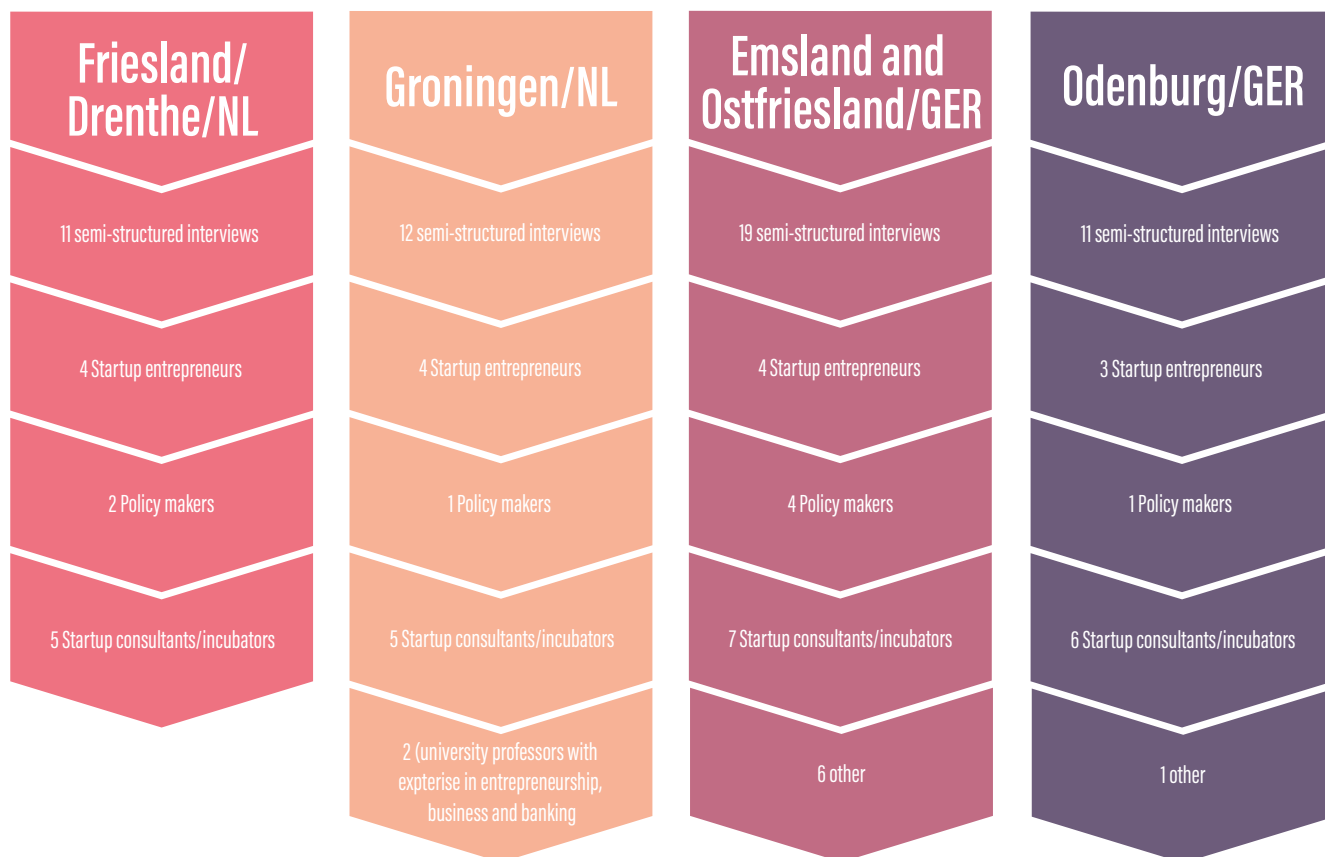 Friesland/
Drenthe/NL
11 semi-structured interviews
4 Startup entrepreneurs
2 Policy makers
5 Startup consultants/incubators
Groningen/NL
12 semi-structured interviews
4 Startup entrepreneurs
1 Policy makers
5 Startup consultants/incubators
2 (university professors with
expterise in entrepreneurship,
business and banking
Emsland and
Ostfriesland/GER
19 semi-structured interviews
4 Startup entrepreneurs
4 Policy makers
7 Startup consultants/incubators
6 other
Odenburg/GER
11 semi-structured interviews
3 Startup entrepreneurs
1 Policy makers
6 Startup consultants/incubators
1 other